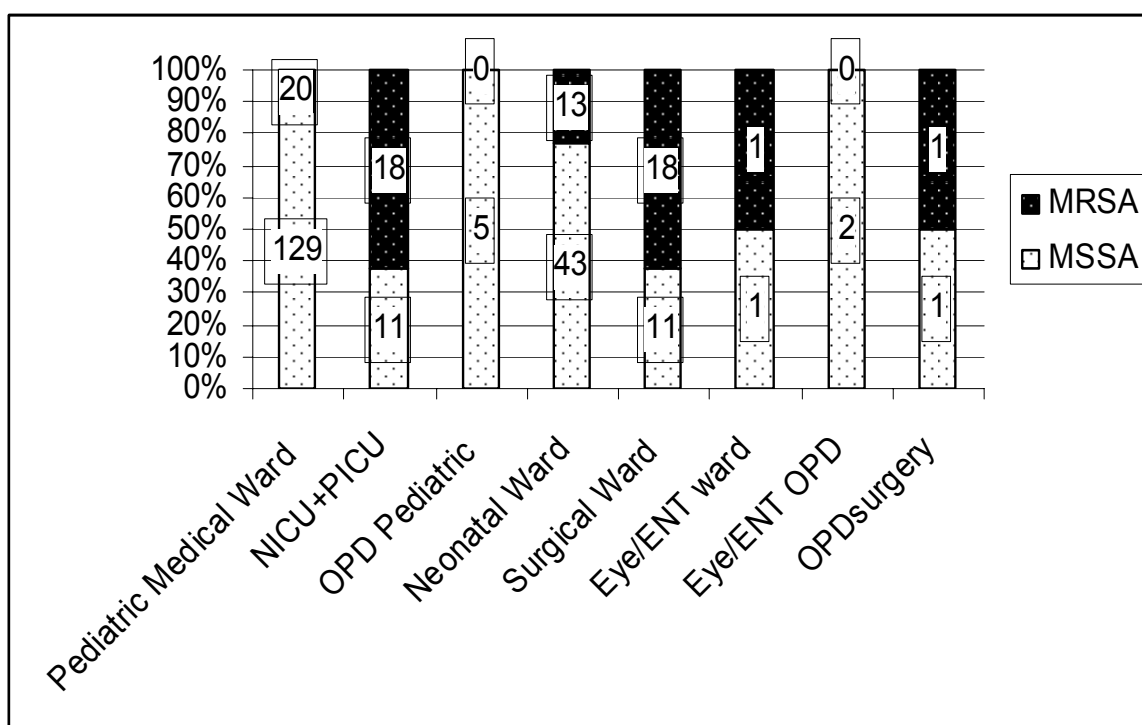 100%
90%
80%
70%
60%
50%
40%
30%
20%
10%
0%
20
129
18
11
0
5
13
43
18
11
1
1
0
2
1
1
Pediatric Medical Ward
NICU+PICU
OPD Pediatric
Neonatal Ward
Surgical Ward
Eye/ENT ward
Eye/ENT OPD
OPDsurgery
MRSA
MSSA